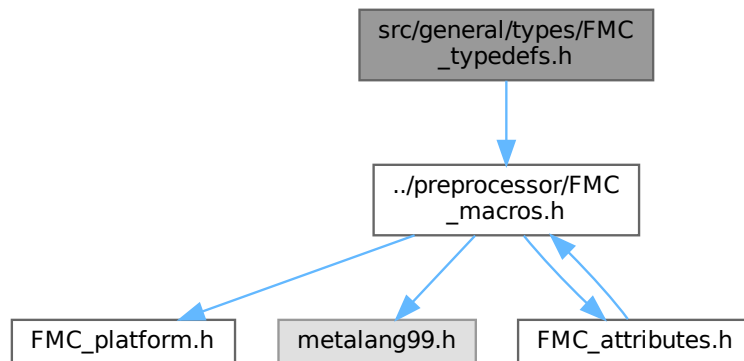 src/general/types/FMC
_typedefs.h
../preprocessor/FMC
_macros.h
FMC_platform.h
metalang99.h
FMC_attributes.h